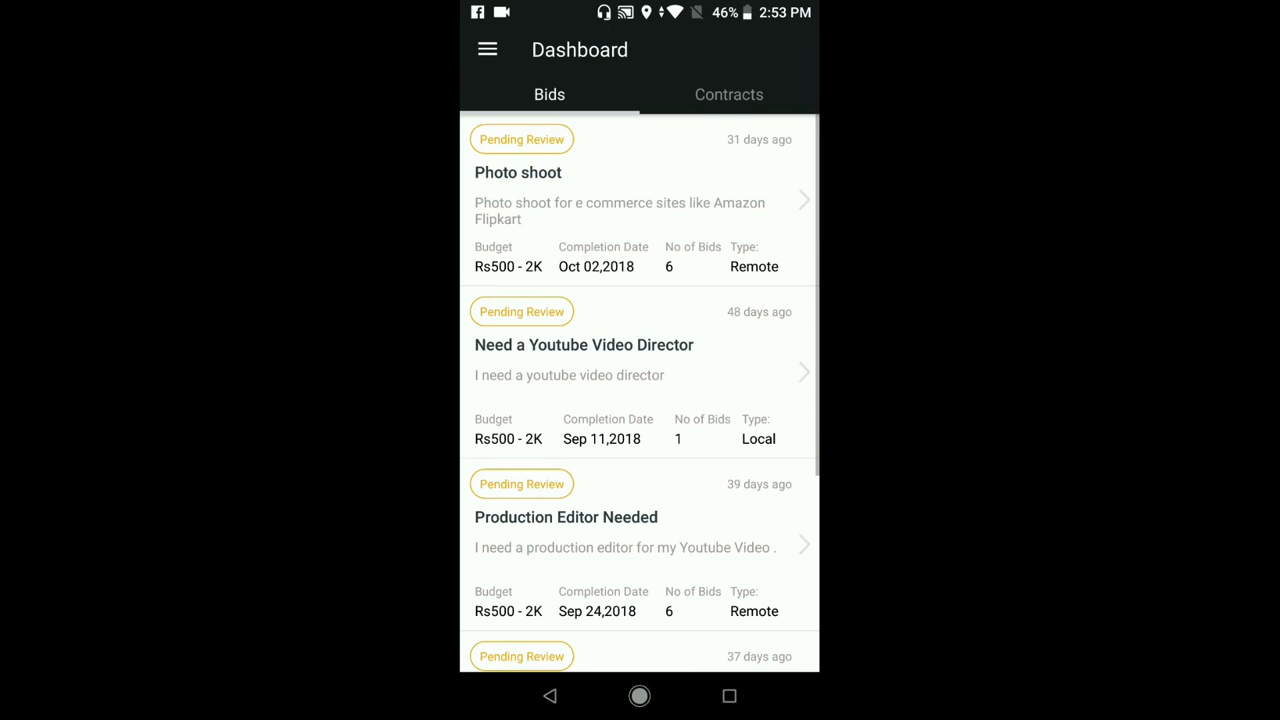 46% 2:53 PM
Dashboard
Bids Contracts
Pending Review 31 days ago
Photo shoot
Photo shoot for e commerce sites like Amazon
Flipkart
Budget Completion Date No of Bids Type:
Rs500 - 2K Oct 02,2018 6 Remote
Pending Review 48 days ago
Need a Youtube Video Director
I need a youtube video director
Budget Completion Date No of Bids Type:
Rs500 - 2K Sep 11,2018 1 Local
Pending Review 39 days ago
Production Editor Needed
I need a production editor for my Youtube Video .
Budget Completion Date No of Bids Type:
Rs500 - 2K Sep 24,2018 6 Remote
Pending Review 37 days ago